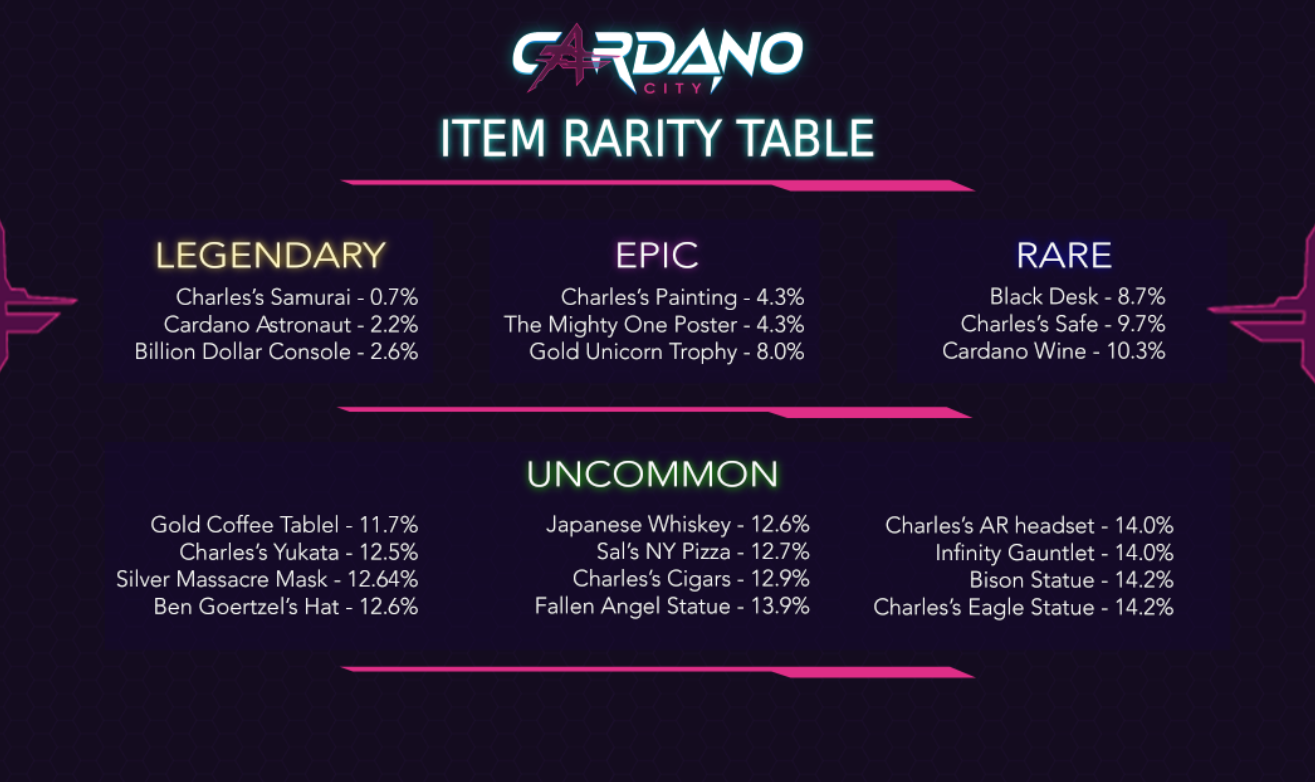 CARDANO
CITY
ITEM RARITY TABLE
LEGENDARY
Charles's Samurai - 0.7%
Cardano Astronaut - 2.2%
Billion Dollar Console - 2.6%
EPIC
Charles's Painting - 4.3%
The Mighty One Poster - 4.3%
Gold Unicorn Trophy - 8.0%
RARE
Black Desk - 8.7%
Charles's Safe - 9.7%
Cardano Wine - 10.3%
UNCOMMON
Gold Coffee Tablel - 11.7%
Charles's Yukata - 12.5%
Silver Massacre Mask - 12.64%
Ben Goertzel's Hat - 12.6%
Japanese Whiskey - 12.6%
Sal's NY Pizza - 12.7%
Charles's Cigars - 12.9%
Fallen Angel Statue - 13.9%
Charles's AR headset - 14.0%
Infinity Gauntlet - 14.0%
Bison Statue - 14.2%
Charles's Eagle Statue - 14.2%